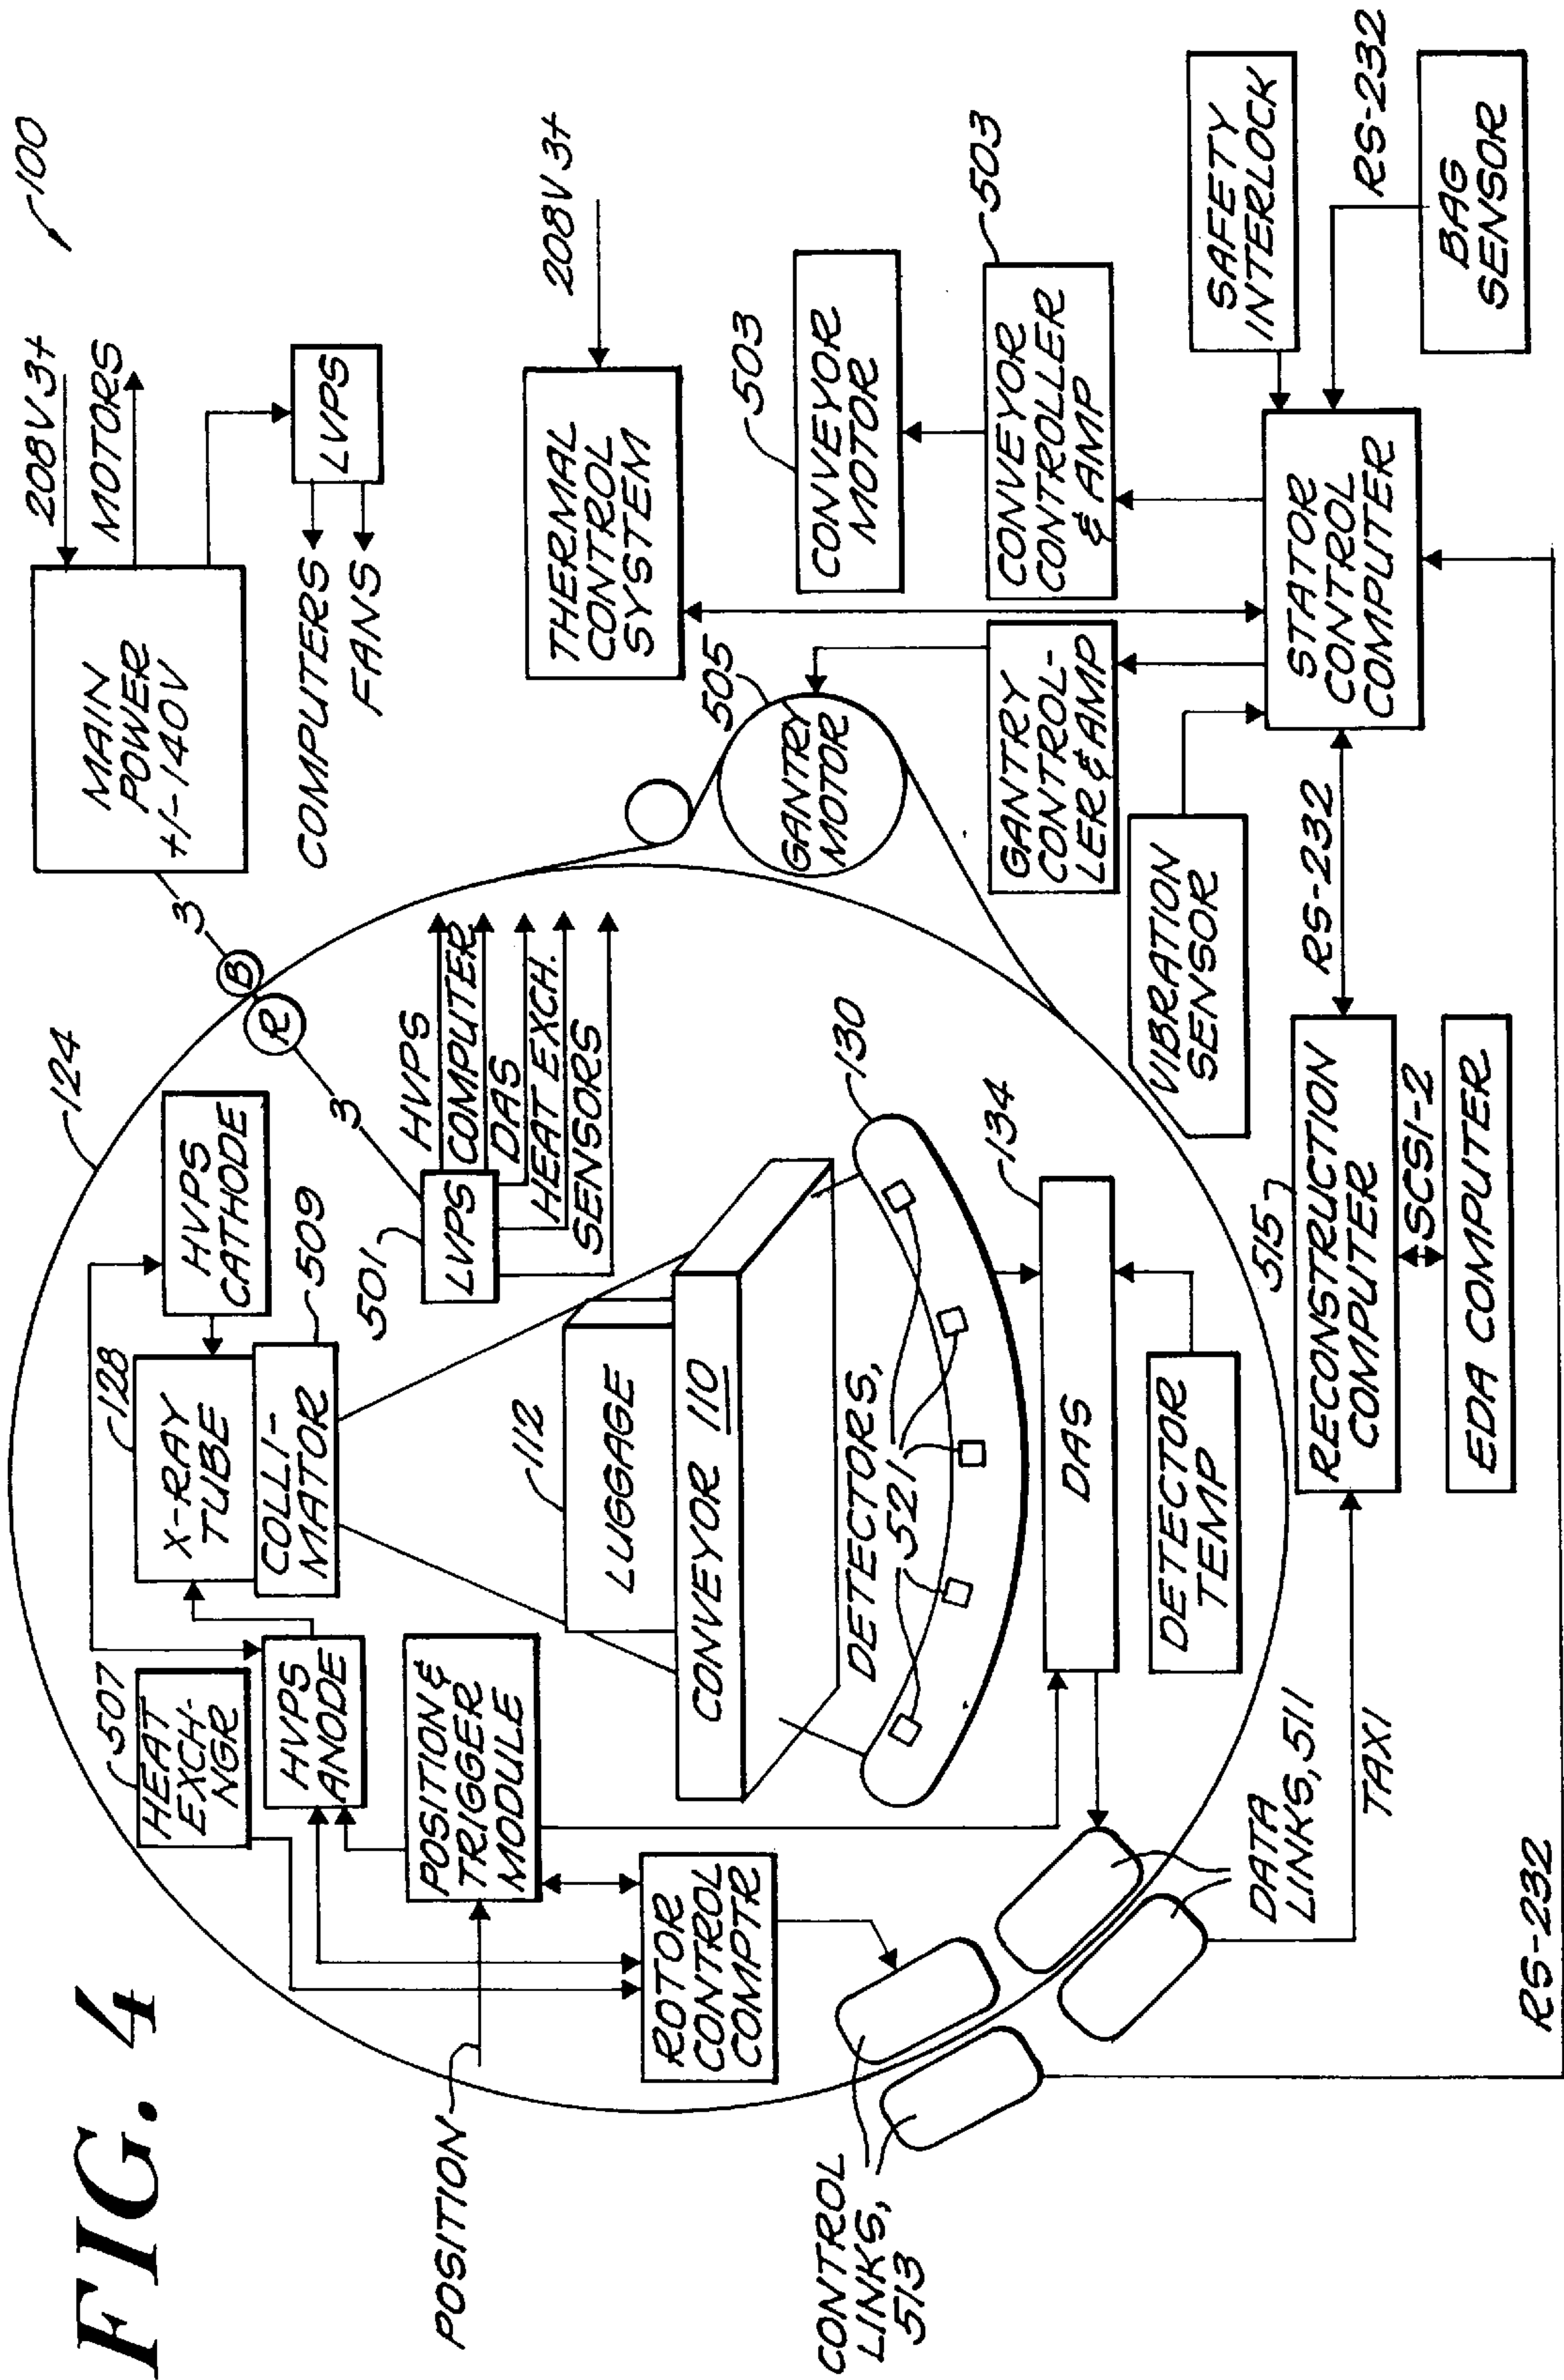 FIG. 4
100
208V 3+
MOTORS
MAIN
POWER
+/-140V
LVPS
COMPUTERS
FANS
3
B
R
3
124
HEAT
EXCH-
NGR
507
HVPS
ANODE
128
X-RAY
TUBE
COLLI-
MATOR
509
HVPS
CATHODE
POSITION
POSITION &
TRIGGER
MODULE
ROTOR
CONTROL
COMPTR
501
LVPS
HVPS
COMPUTER
DAS
HEAT EXCH.
SENSORS
112
LUGGAGE
CONVEYOR 110
DETECTORS,
521
130
134
DAS
DETECTOR
TEMP
208V 3+
THERMAL
CONTROL
SYSTEM
505
GANTRY
MOTOR
503
CONVEYOR
MOTOR
503
CONVEYOR
CONTROLLER
& AMP
GANTRY
CONTROL-
LER & AMP
VIBRATION
SENSOR
SAFETY
INTERLOCK
RS-232
BAG
SENSOR
STATOR
CONTROL
COMPUTER
RS-232
515
RECONSTRUCTION
COMPUTER
SCSI-2
EDA COMPUTER
CONTROL
LINKS,
513
DATA
LINKS, 511
TAXI
RS-232